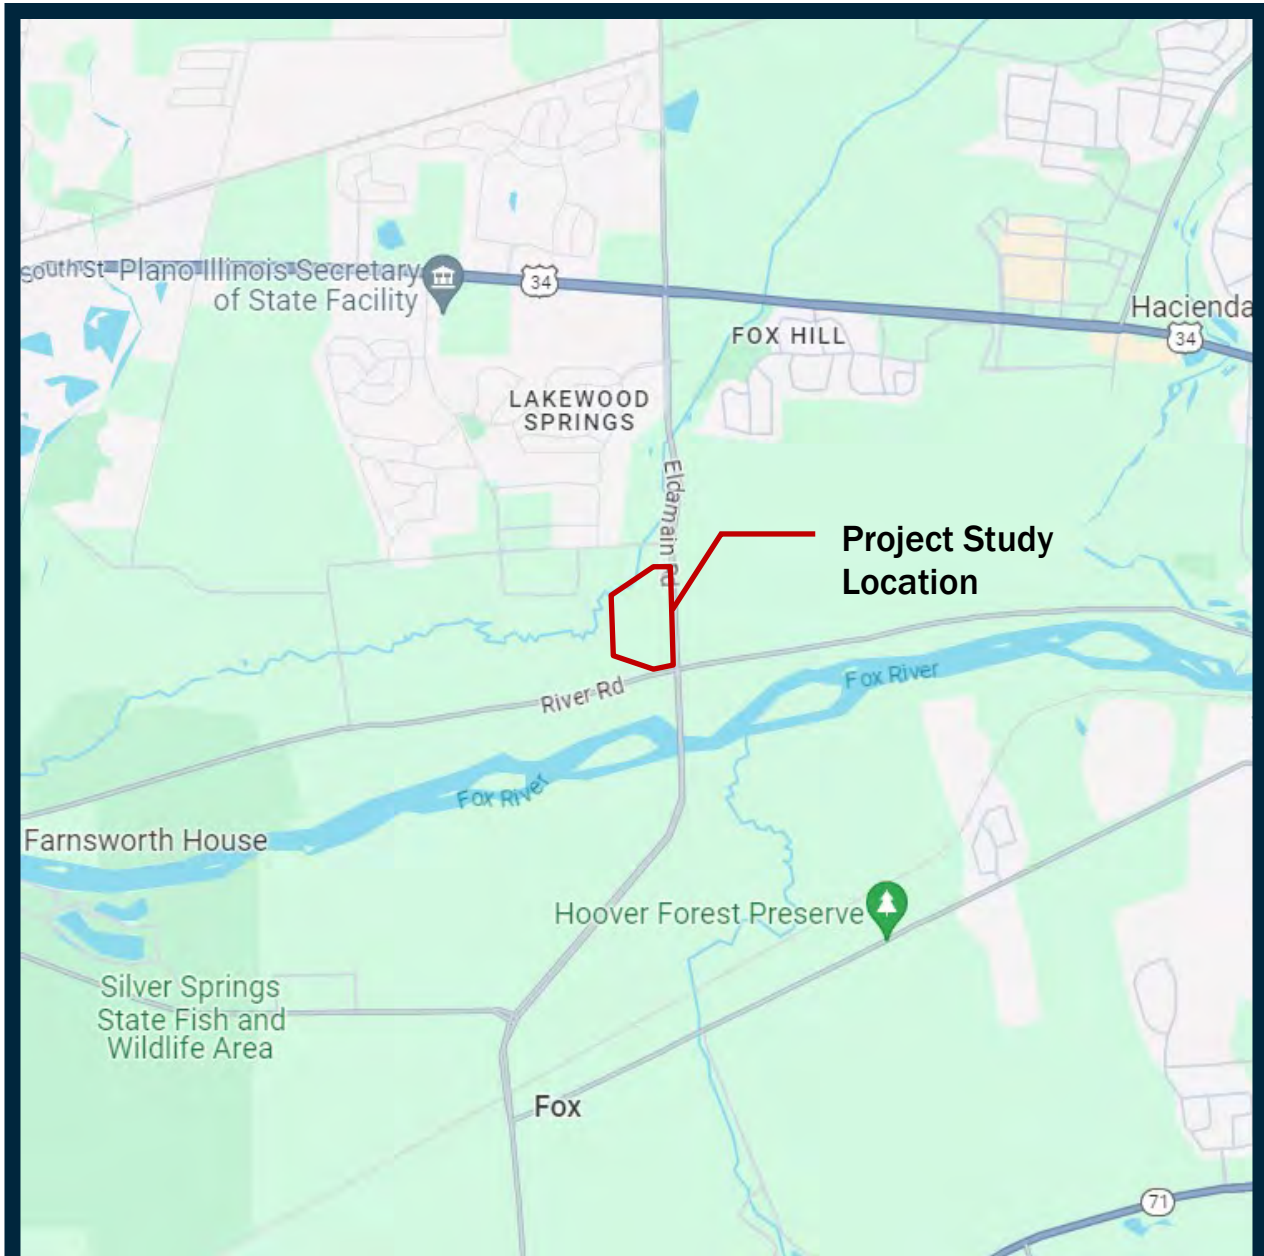 South St
Plano Illinois Secretary
of State Facility
34
Hacienda
34
FOX HILL
LAKEWOOD
SPRINGS
Eldamain Rd
Project Study
Location
River Rd
Fox River
Fox River
Farnsworth House
Hoover Forest Preserve
Silver Springs
State Fish and
Wildlife Area
Fox
71